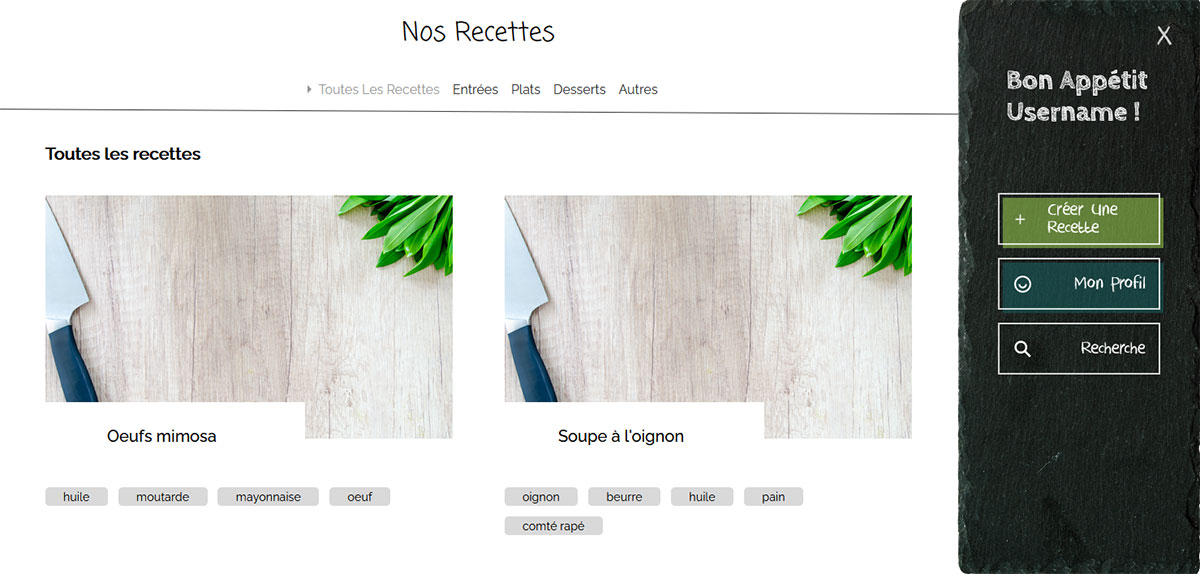 Nos Recettes
Toutes Les Recettes Entrées Plats Desserts Autres
Toutes les recettes
Oeufs mimosa
huile moutarde mayonnaise oeuf
Soupe à l'oignon
oignon beurre huile pain
comté rapé
X
Bon Appétit
Username !
+ Créer Une
Recette
Mon Profil
Recherche